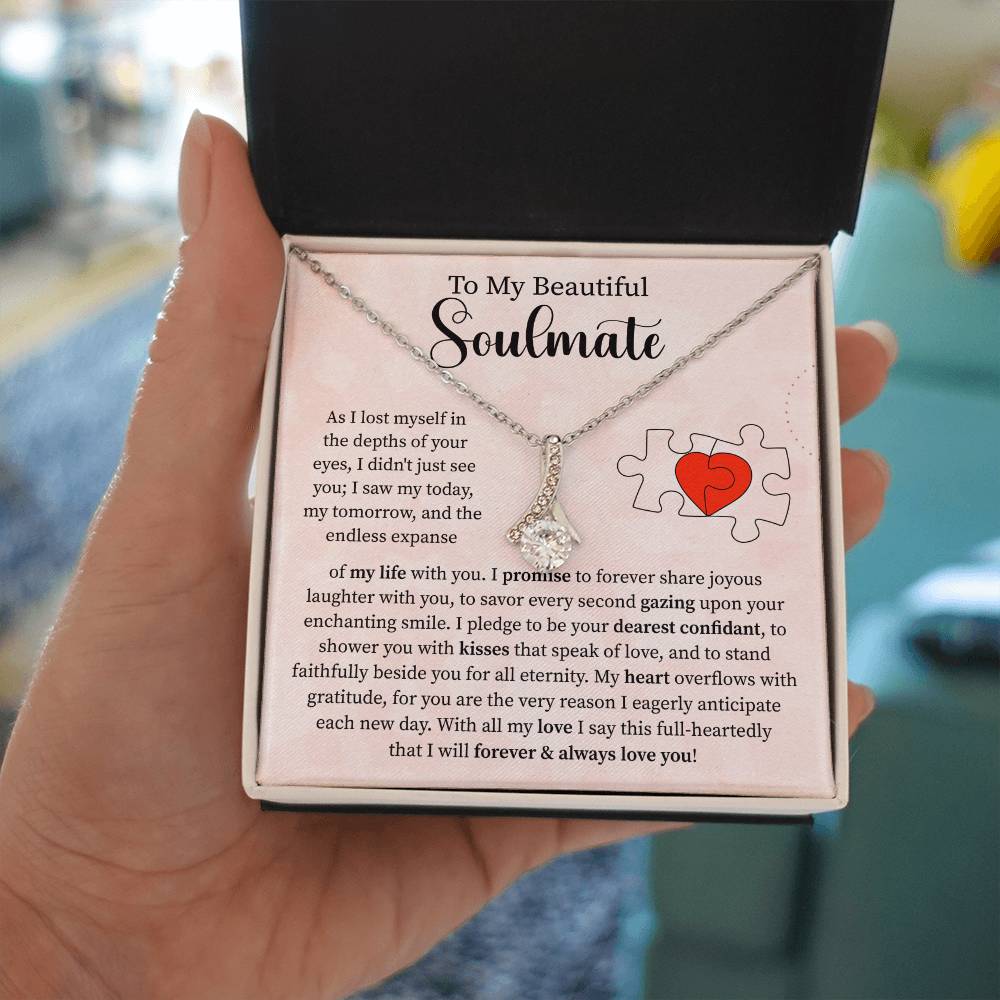 To My Beautiful
Soulmate
As I lost myself in
the depths of your
eyes, I didn't just see
you; I saw my today,
my tomorrow, and the
endless expanse
of my life with you. I promise to forever share joyous
laughter with you, to savor every second gazing upon your
enchanting smile. I pledge to be your dearest confidant, to
shower you with kisses that speak of love, and to stand
faithfully beside you for all eternity. My heart overflows with
gratitude, for you are the very reason I eagerly anticipate
each new day. With all my love I say this full-heartedly
that I will forever & always love you!